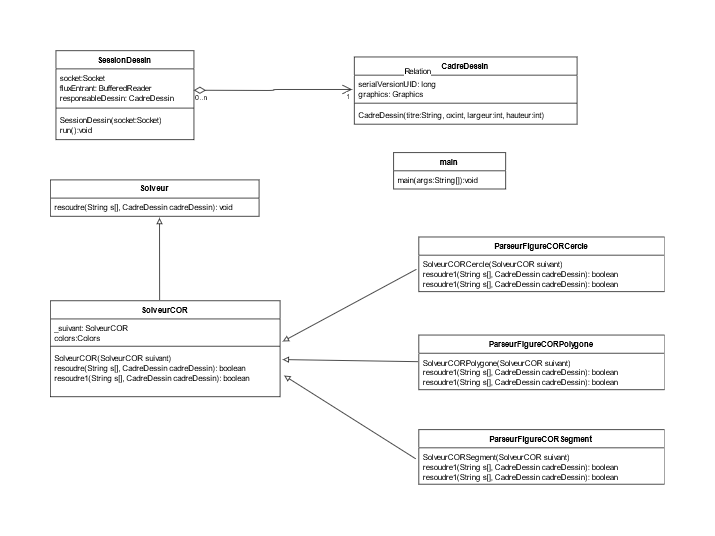 SessionDessin
socket:Socket
fluxEntrant: BufferedReader
responsableDessin: CadreDessin
SessionDessin(socket:Socket)
run():void
0..n
_Relation_
1
CadreDessin
serialVersionUID: long
graphics: Graphics
CadreDessin(titre:String, oxint, largeur:int, hauteur:int)
main
main(args:String[]):void
Solveur
resoudre(String s[], CadreDessin cadreDessin): void
SolveurCOR
_suivant: SolveurCOR
colors:Colors
SolveurCOR(SolveurCOR suivant)
resoudre(String s[], CadreDessin cadreDessin): boolean
resoudre1(String s[], CadreDessin cadreDessin): boolean
ParseurFigureCORCercle
SolveurCORCercle(SolveurCOR suivant)
resoudre1(String s[], CadreDessin cadreDessin): boolean
resoudre1(String s[], CadreDessin cadreDessin): boolean
ParseurFigureCORPolygone
SolveurCORPolygone(SolveurCOR suivant)
resoudre1(String s[], CadreDessin cadreDessin): boolean
resoudre1(String s[], CadreDessin cadreDessin): boolean
ParseurFigureCORSegment
SolveurCORSegment(SolveurCOR suivant)
resoudre1(String s[], CadreDessin cadreDessin): boolean
resoudre1(String s[], CadreDessin cadreDessin): boolean